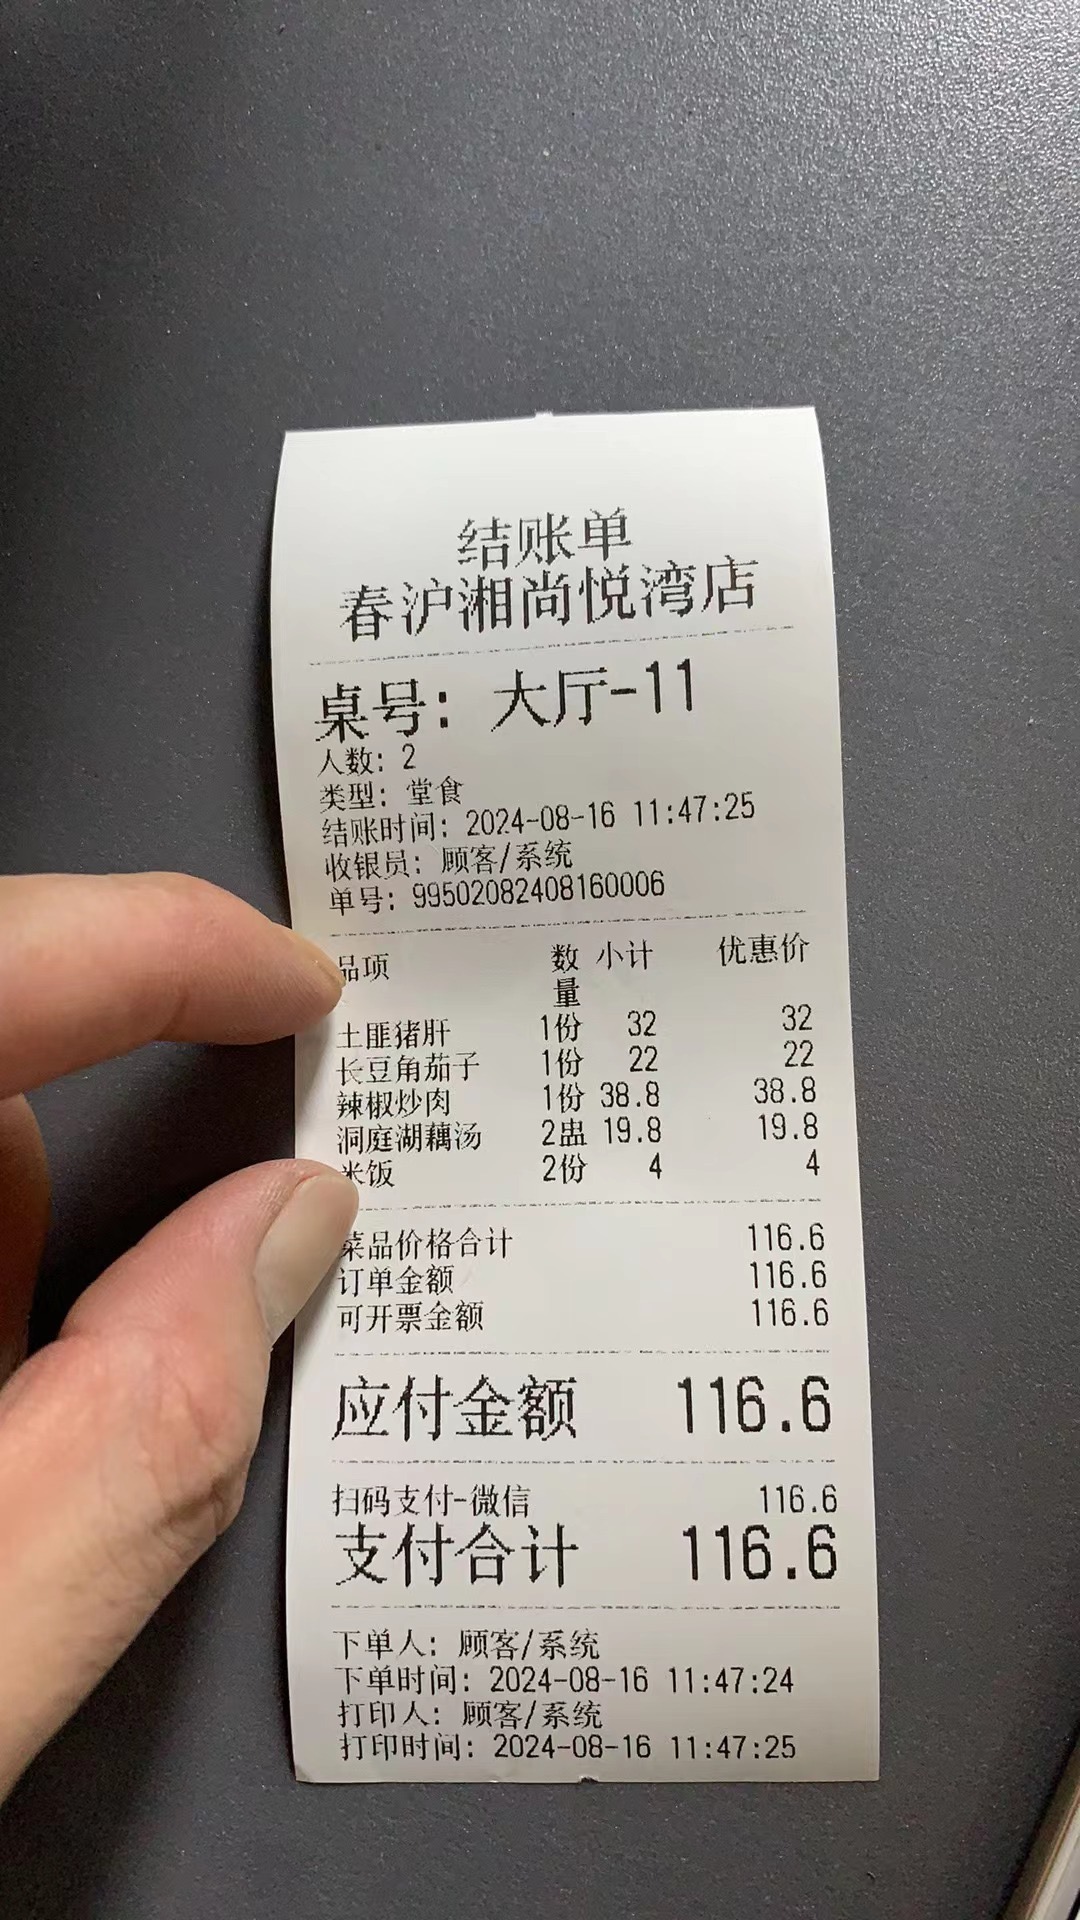 结账单
春沪湘尚悦湾店
桌号: 大厅-11
人数: 2
类型: 堂食
结账时间: 2024-08-16 11:47:25
收银员: 顾客/系统
单号: 99502082408160006
品项 数量 小计 优惠价
土匪猪肝 1份 32 32
长豆角茄子 1份 22 22
辣椒炒肉 1份 38.8 38.8
洞庭湖藕汤 2盅 19.8 19.8
米饭 2份 4 4
菜品价格合计 116.6
订单金额 116.6
可开票金额 116.6
应付金额 116.6
扫码支付-微信 116.6
支付合计 116.6
下单人: 顾客/系统
下单时间: 2024-08-16 11:47:24
打印人: 顾客/系统
打印时间: 2024-08-16 11:47:25